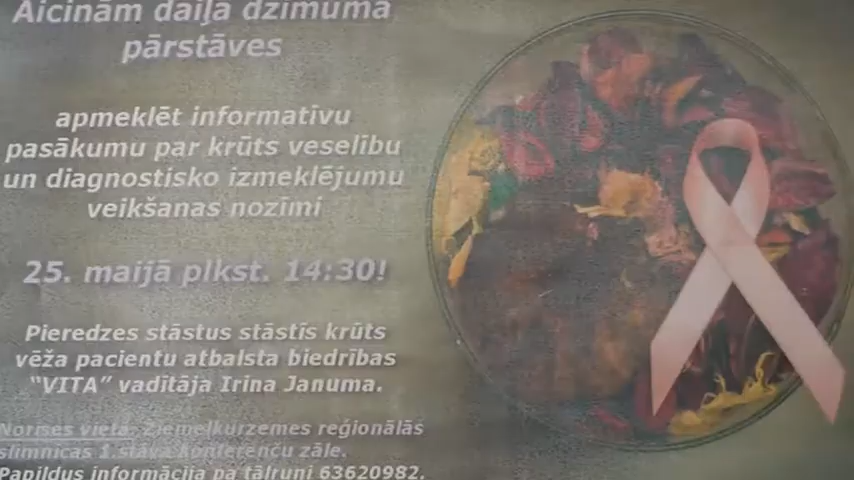 Aicinām daiļā dzimuma
pārstāves
apmeklēt informatīvu
pasākumu par krūts veselību
un diagnostisko izmeklējumu
veikšanas nozīmi
25. maijā plkst. 14:30!
Pieredzes stāstus stāstīs krūts
vēža pacientu atbalsta biedrības
"VITA" vadītāja Irina Januma.
Norises vieta: Ziemeļkurzemes reģionālās
slimnīcas 1.stāva konferenču zāle.
Papildus informācija pa tālruni 63620982.